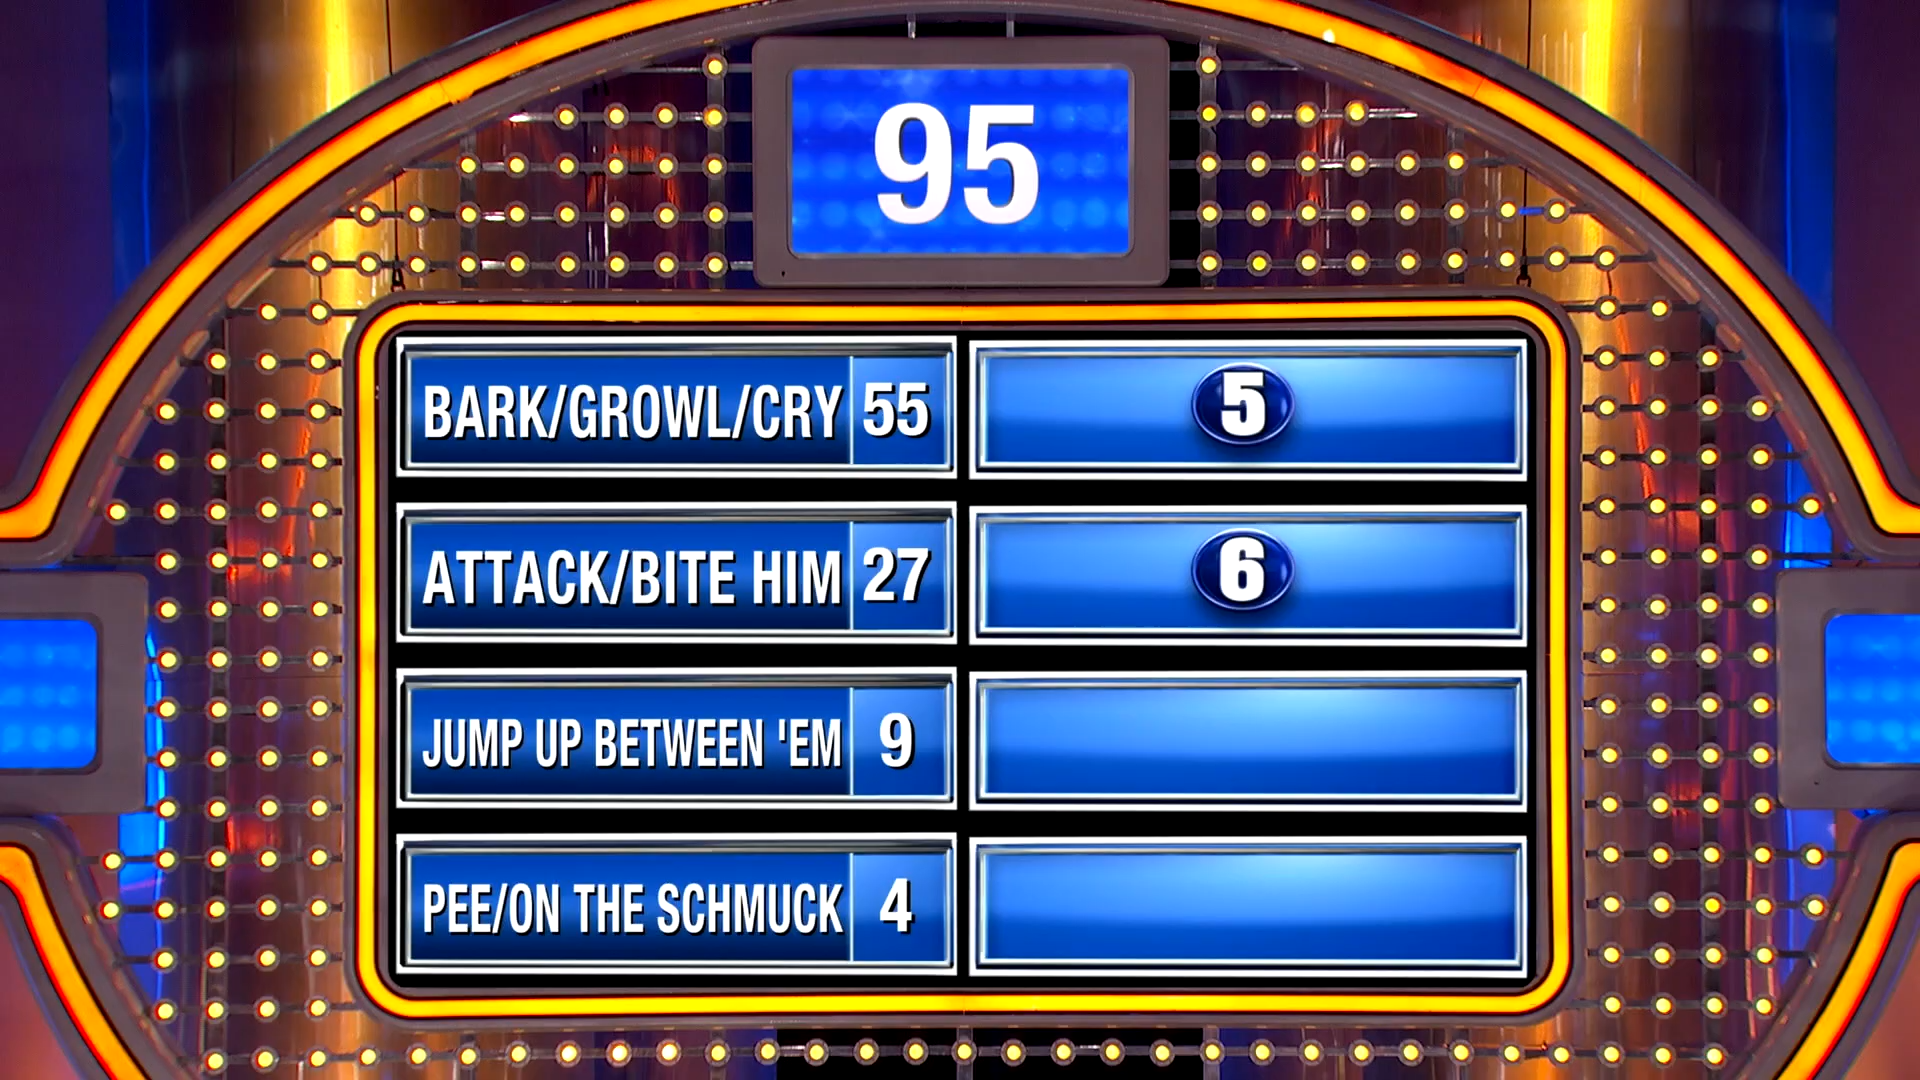 95
BARK/GROWL/CRY 55
5
ATTACK/BITE HIM 27
6
JUMP UP BETWEEN 'EM 9
PEE/ON THE SCHMUCK 4